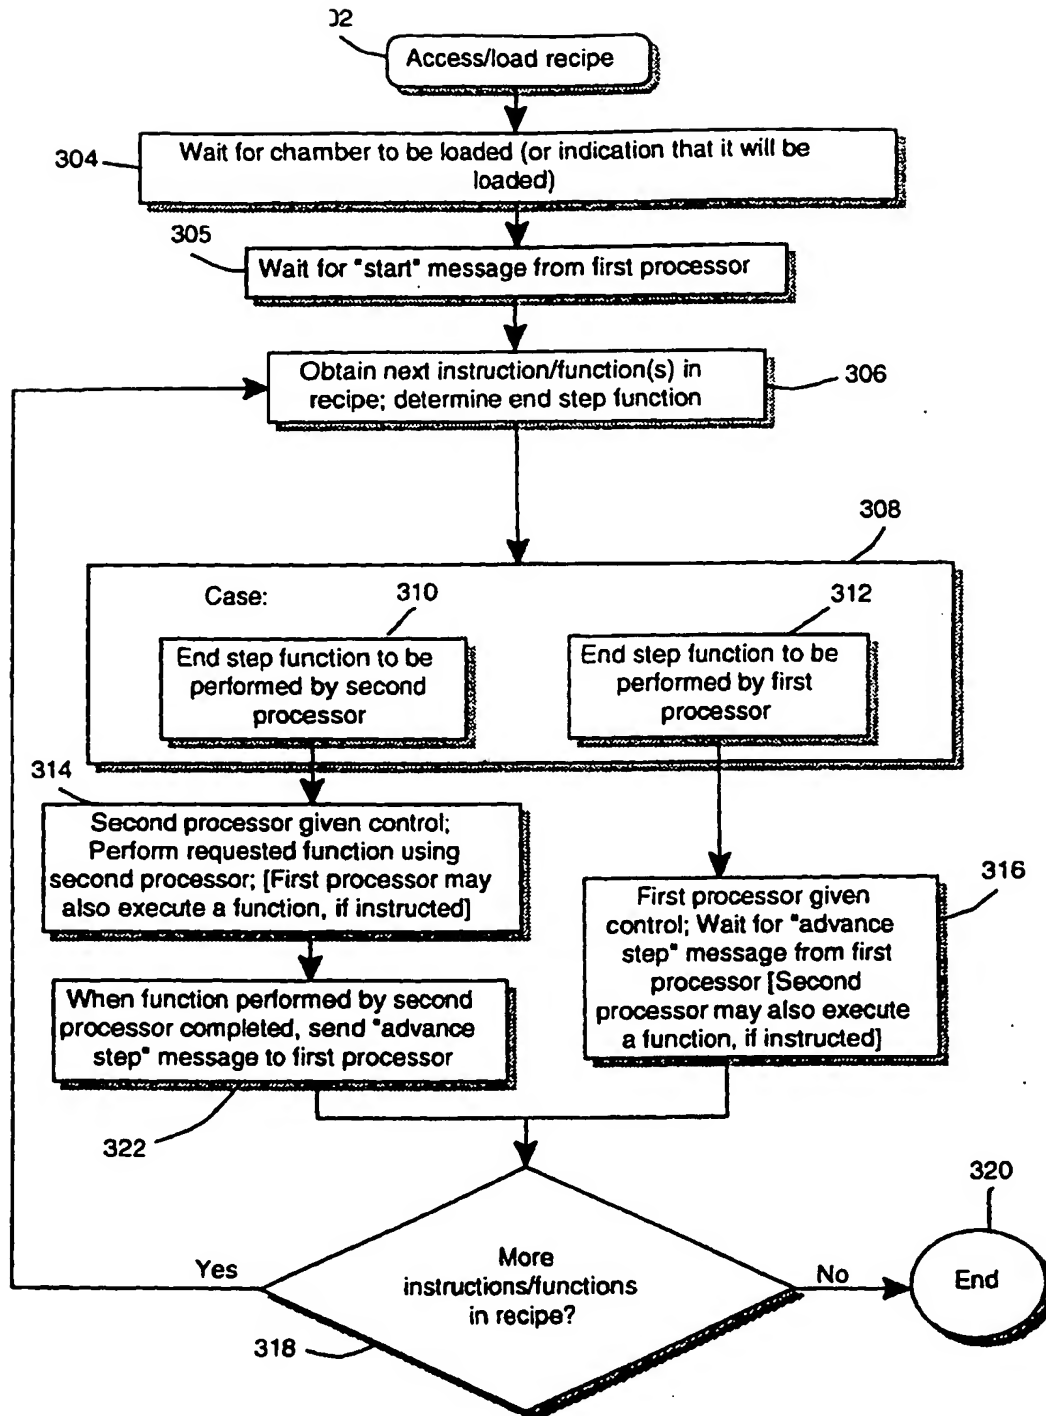 02
Access/load recipe
304
Wait for chamber to be loaded (or indication that it will be
loaded)
305
Wait for "start" message from first processor
Obtain next instruction/function(s) in
recipe; determine end step function
306
308
Case:
310
312
End step function to be
performed by second
processor
End step function to be
performed by first
processor
314
Second processor given control;
Perform requested function using
second processor; [First processor may
also execute a function, if instructed]
First processor given
control; Wait for "advance
step" message from first
processor [Second
processor may also execute
a function, if instructed]
316
When function performed by second
processor completed, send "advance
step" message to first processor
322
320
More
instructions/functions
in recipe?
Yes
No
End
318